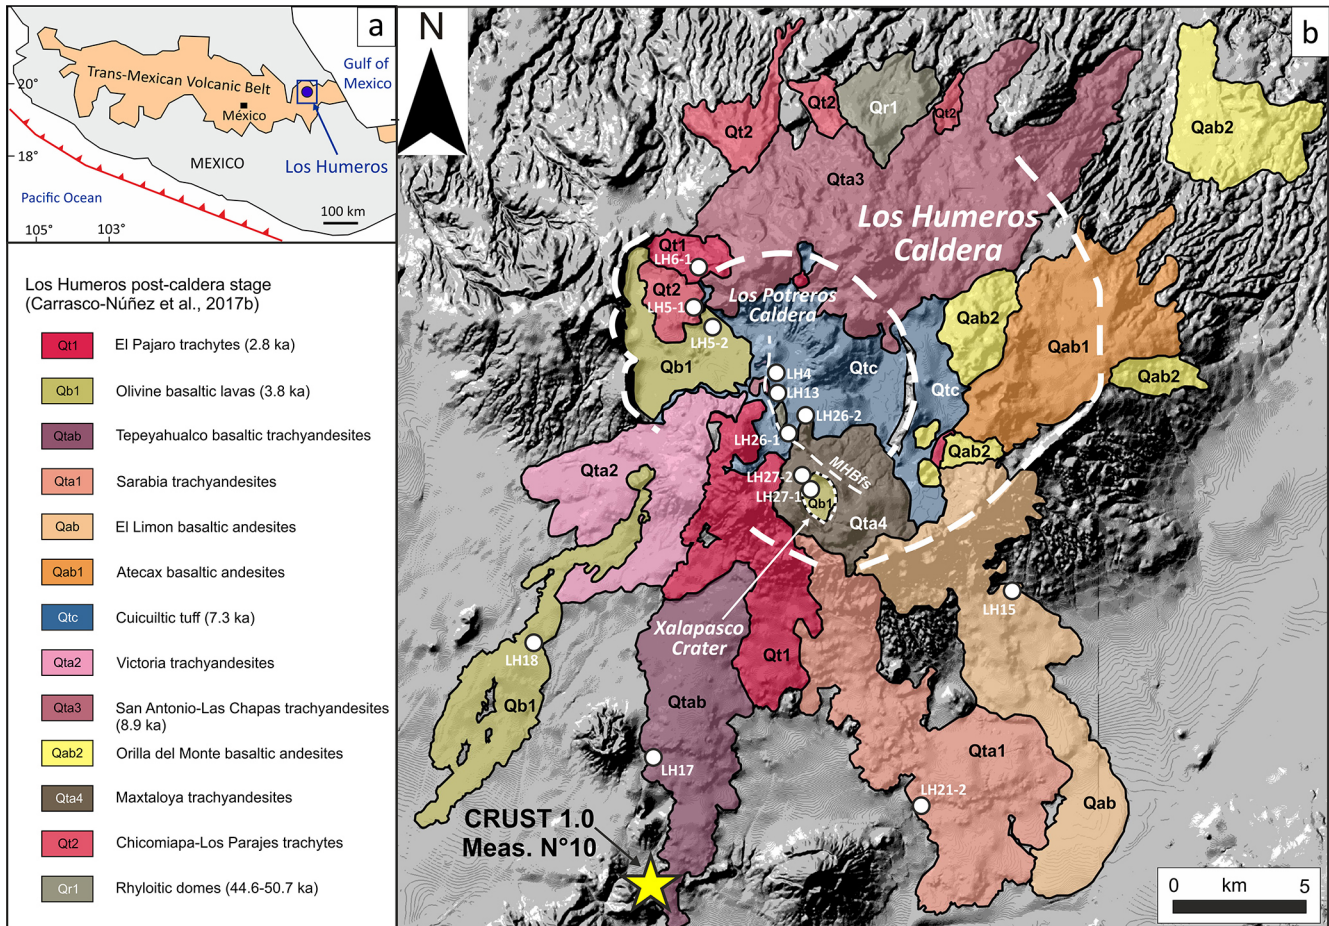 a
Gulf of
Mexico
Trans-Mexican Volcanic Belt
20°
México
MEXICO
Los Humeros
18°
Pacific Ocean
100 km
105°
103°
Los Humeros post-caldera stage
(Carrasco-Núñez et al., 2017b)
Qt1 El Pajaro trachytes (2.8 ka)
Qb1 Olivine basaltic lavas (3.8 ka)
Qtab Tepeyahualco basaltic trachyandesites
Qta1 Sarabia trachyandesites
Qab El Limon basaltic andesites
Qab1 Atecax basaltic andesites
Qtc Cuicuiltic tuff (7.3 ka)
Qta2 Victoria trachyandesites
Qta3 San Antonio-Las Chapas trachyandesites
(8.9 ka)
Qab2 Orilla del Monte basaltic andesites
Qta4 Maxtaloya trachyandesites
Qt2 Chicomiapa-Los Parajes trachytes
Qr1 Rhyloitic domes (44.6-50.7 ka)
N
b
Qt2
Qt2
Qr1
Qt2
Qab2
Qta3
Los Humeros
Caldera
Qt1
LH6-1
Qt2
LH5-1
Los Potreros
Caldera
LH5-2
Qb1
Qab2
Qab1
Qtc
Qtc
Qab2
LH4
LH13
LH26-2
LH26-1
Qab2
Qta2
MHBfs
LH27-2
LH27-1
Qb1
Qta4
LH15
Xalapasco
Crater
LH18
Qt1
Qb1
Qtab
LH17
Qta1
LH21-2
Qab
CRUST 1.0
Meas. N°10
0 km 5